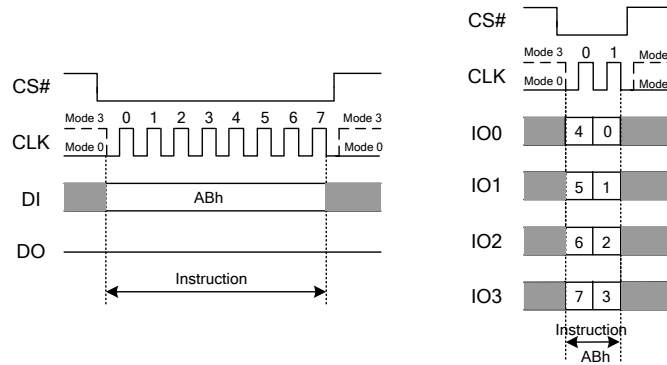 CS#
Mode 3 0 1 2 3 4 5 6 7 Mode 3
CLK
Mode 0 Mode 0
DI ABh
DO
Instruction
CS#
Mode 3 0 1 Mode
CLK
Mode 0 Mode
IO0 4 0
IO1 5 1
IO2 6 2
IO3 7 3
Instruction
ABh